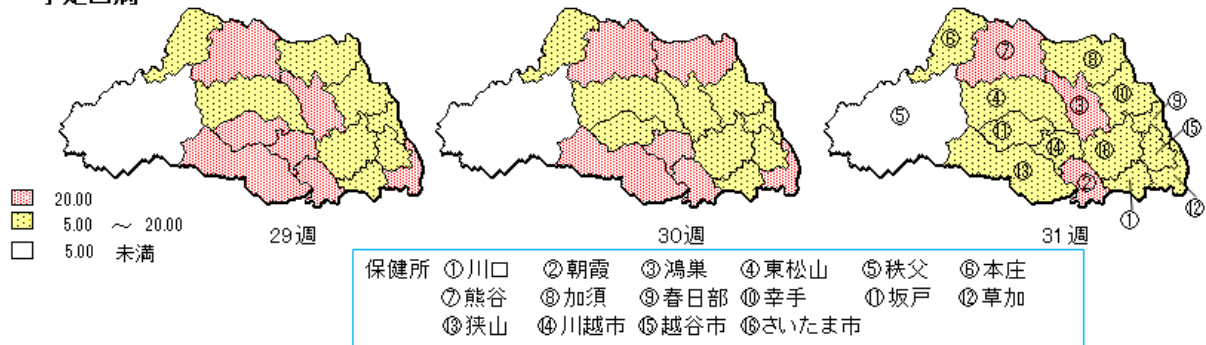 手足口病
⑥
⑦
⑧
④
③
⑩
⑨
⑤
⑪
⑭
⑱
⑮
⑬
②
①
⑫
20.00
5.00 ～ 20.00
5.00 未満
29週
30週
31週
保健所 ①川口 ②朝霞 ③鴻巣 ④東松山 ⑤秩父 ⑥本庄
⑦熊谷 ⑧加須 ⑨春日部 ⑩幸手 ⑪坂戸 ⑫草加
⑬狭山 ⑭川越市 ⑮越谷市 ⑯さいたま市